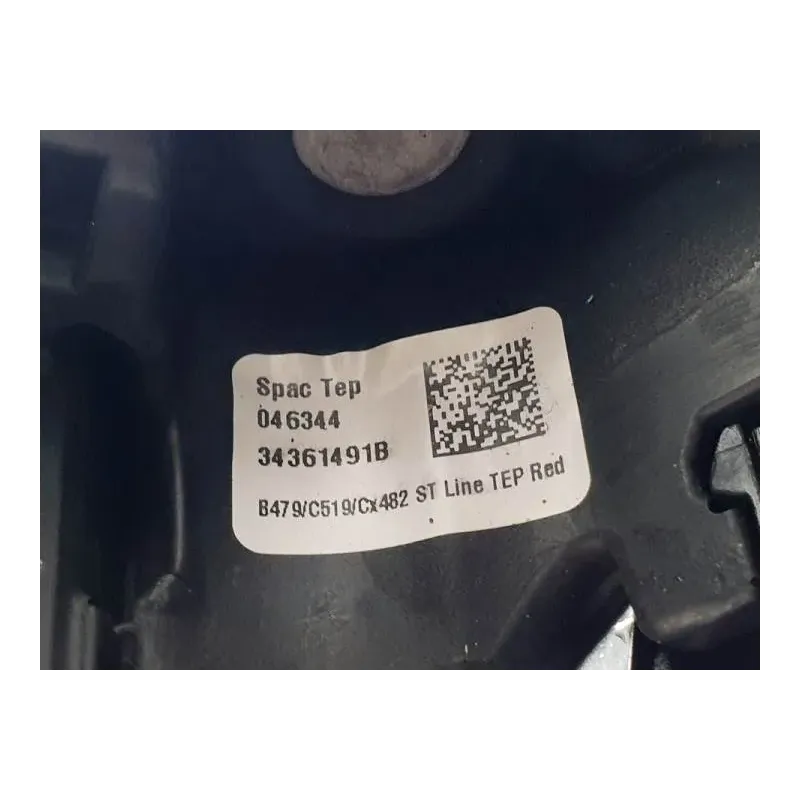 Spac Tep
046344
34361491B
B479/C519/Cx482 ST Line TEP Red